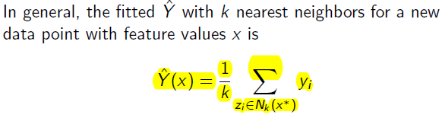 In general, the fitted Ŷ with k nearest neighbors for a new
data point with feature values x is
Ŷ(x) = 1/k ∑ zᵢ∈Nₖ(x*) yᵢ